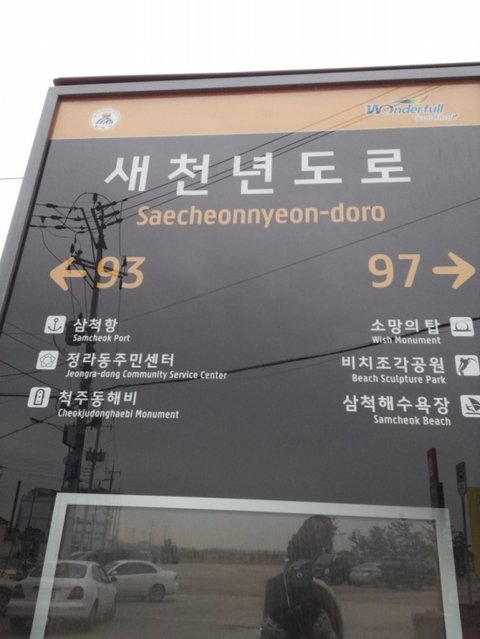 Wonderfull
새천년도로
Saecheonnyeon-doro
←93
97→
삼척항
Samcheok Port
정라동주민센터
Jeongra-dong Community Service Center
척주동해비
Cheokjudonghaebi Monument
소망의 탑
Wish Monument
비치조각공원
Beach Sculpture Park
삼척해수욕장
Samcheok Beach